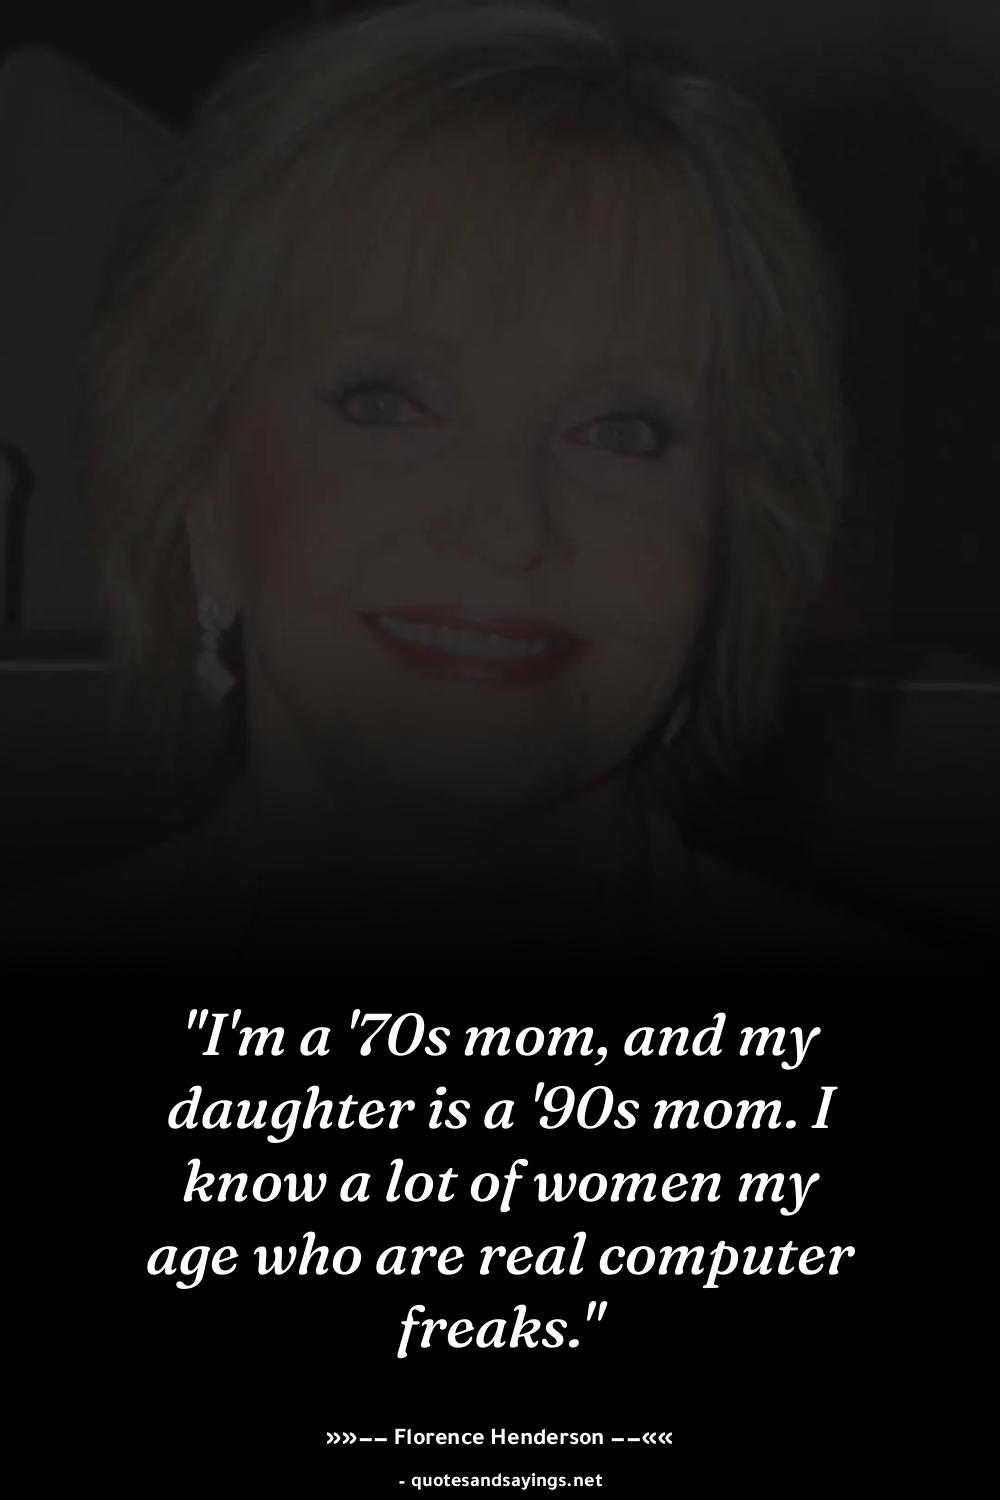 "I'm a '70s mom, and my
daughter is a '90s mom. I
know a lot of women my
age who are real computer
freaks."
»»−− Florence Henderson −−««
- quotesandsayings.net